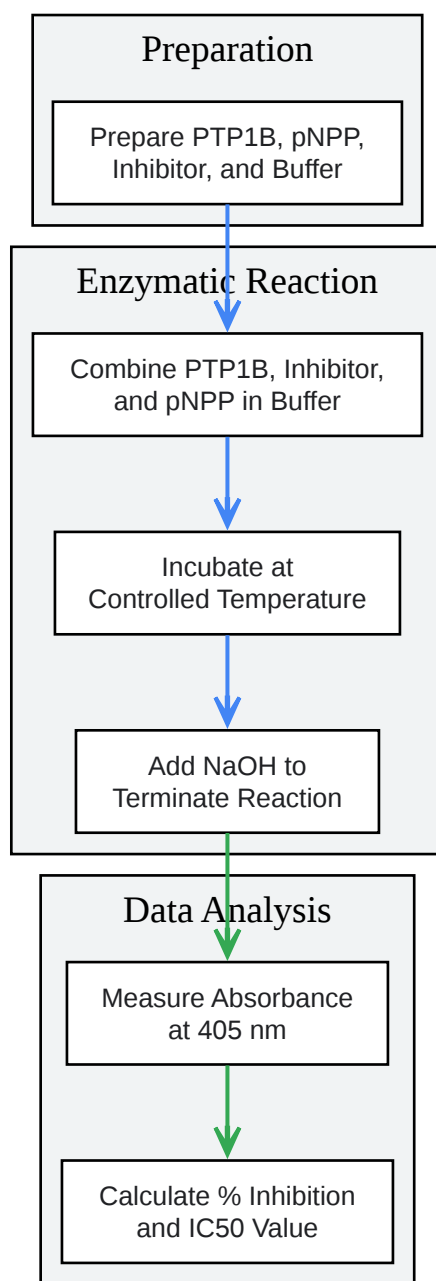 Preparation
Prepare PTP1B, pNPP,
Inhibitor, and Buffer
Enzymatic Reaction
Combine PTP1B, Inhibitor,
and pNPP in Buffer
Incubate at
Controlled Temperature
Add NaOH to
Terminate Reaction
Data Analysis
Measure Absorbance
at 405 nm
Calculate % Inhibition
and IC50 Value